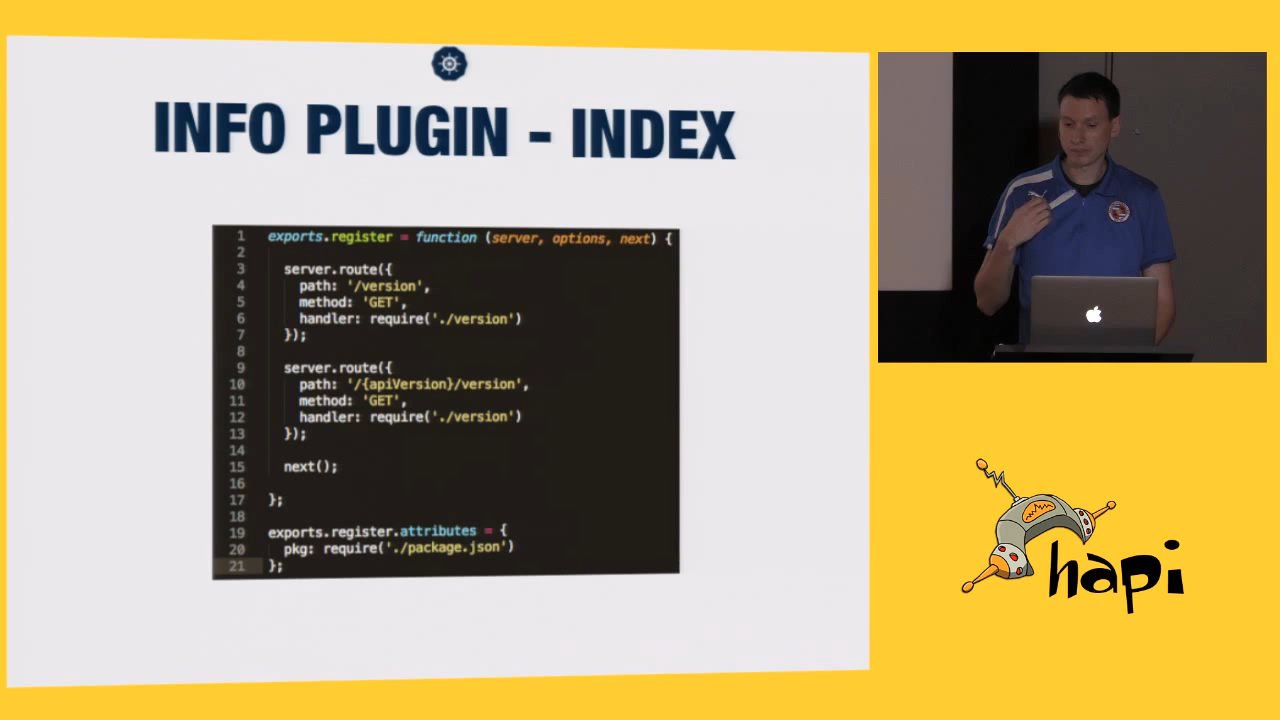 INFO PLUGIN - INDEX
1 exports.register = function (server, options, next) {
2
3 server.route({
4 path: '/version',
5 method: 'GET',
6 handler: require('./version')
7 });
8
9 server.route({
10 path: '/{apiVersion}/version',
11 method: 'GET',
12 handler: require('./version')
13 });
14
15 next();
16
17 };
18
19 exports.register.attributes = {
20 pkg: require('./package.json')
21 };
hapi